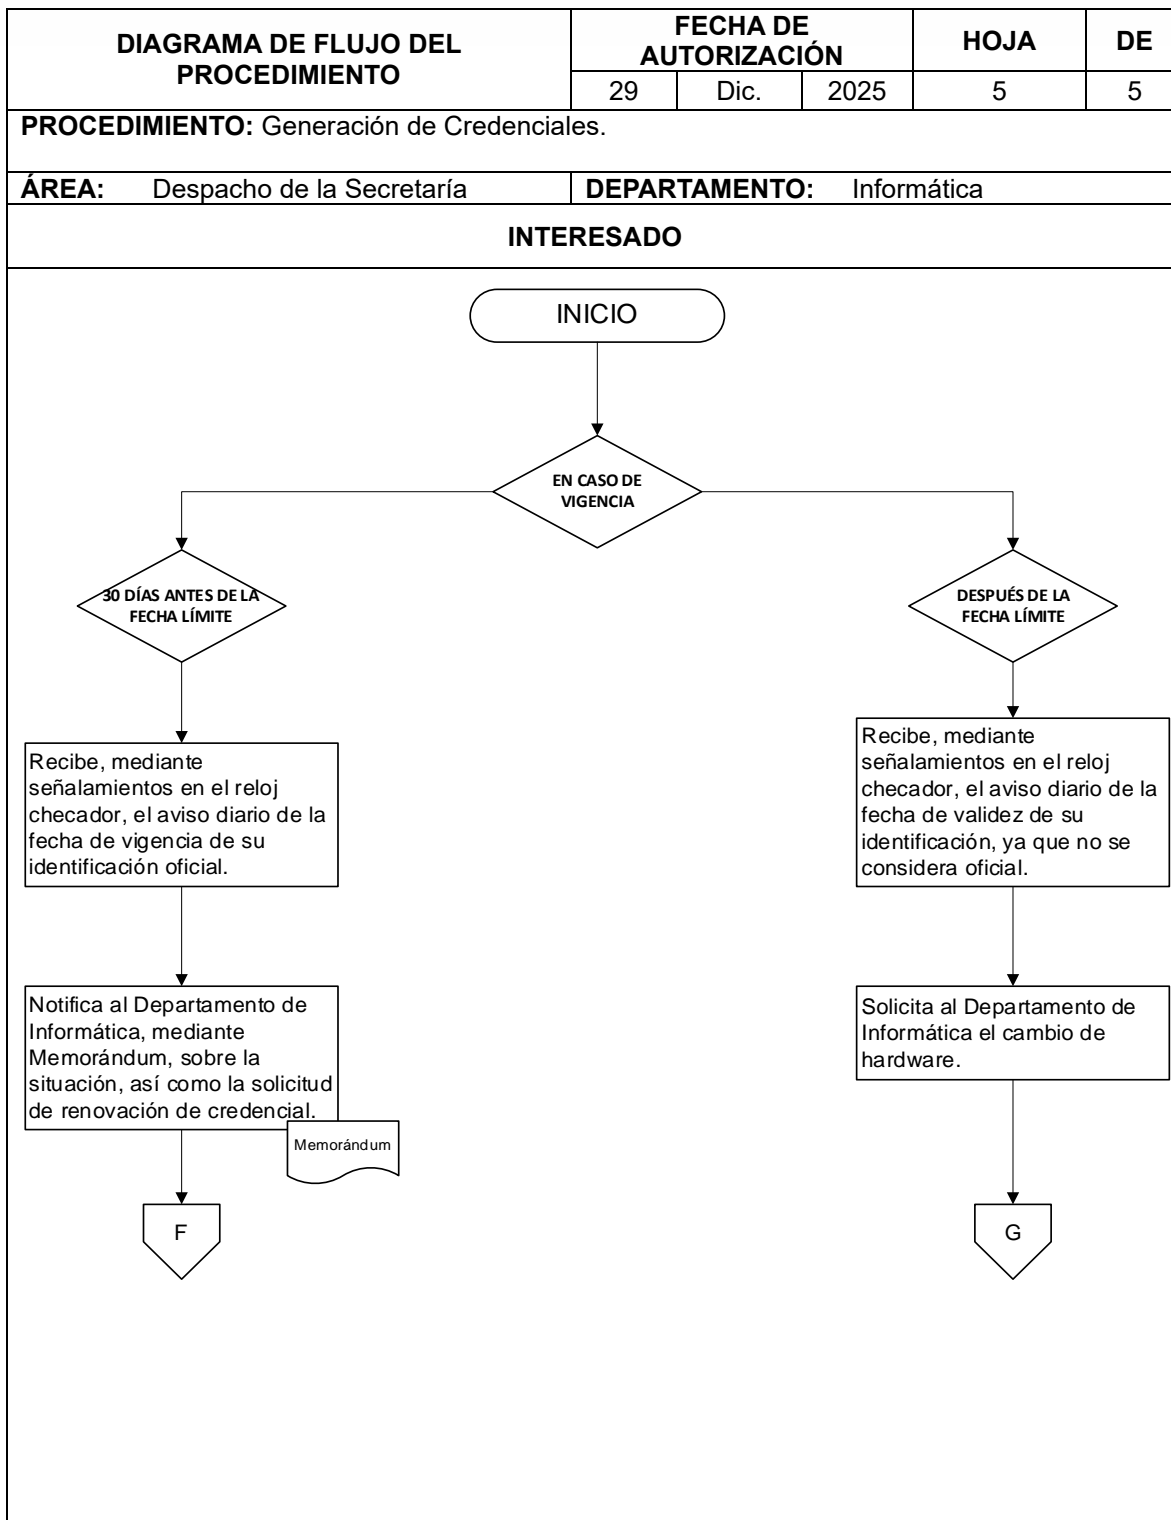 DIAGRAMA DE FLUJO DEL
PROCEDIMIENTO
FECHA DE
AUTORIZACIÓN
HOJA
DE
29
Dic.
2025
5
5
PROCEDIMIENTO: Generación de Credenciales.
ÁREA: Despacho de la Secretaría
DEPARTAMENTO: Informática
INTERESADO
INICIO
EN CASO DE
VIGENCIA
30 DÍAS ANTES DE LA
FECHA LÍMITE
DESPUÉS DE LA
FECHA LÍMITE
Recibe, mediante
señalamientos en el reloj
checador, el aviso diario de la
fecha de vigencia de su
identificación oficial.
Recibe, mediante
señalamientos en el reloj
checador, el aviso diario de la
fecha de validez de su
identificación, ya que no se
considera oficial.
Notifica al Departamento de
Informática, mediante
Memorándum, sobre la
situación, así como la solicitud
de renovación de credencial.
Memorándum
Solicita al Departamento de
Informática el cambio de
hardware.
F
G